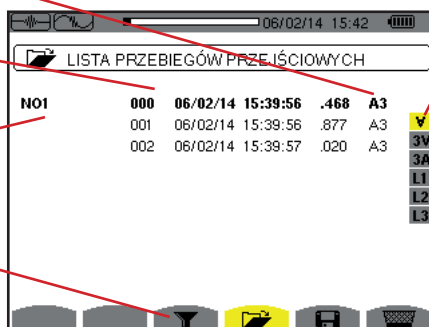 06/02/14 15:42
LISTA PRZEBIEGÓW PRZEJŚCIOWYCH
NO1 000 06/02/14 15:39:56 .468 A3
001 06/02/14 15:39:56 .877 A3
002 06/02/14 15:39:57 .020 A3
∀
3V
3A
L1
L2
L3